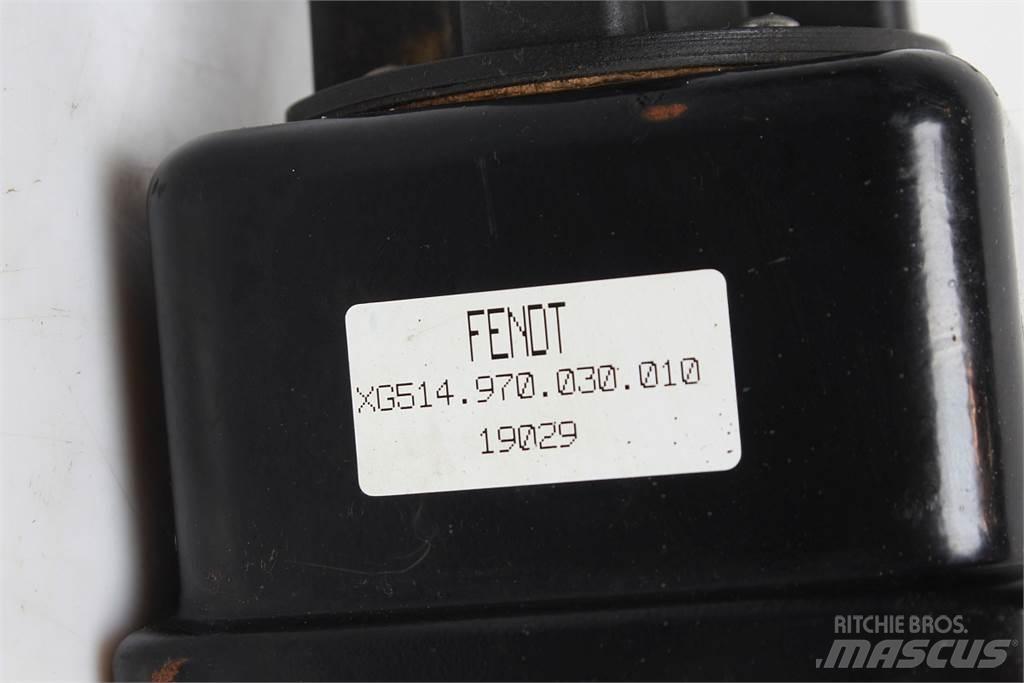 FENDT
XG514.970.030.010
19029
RITCHIE BROS.
MASCUS